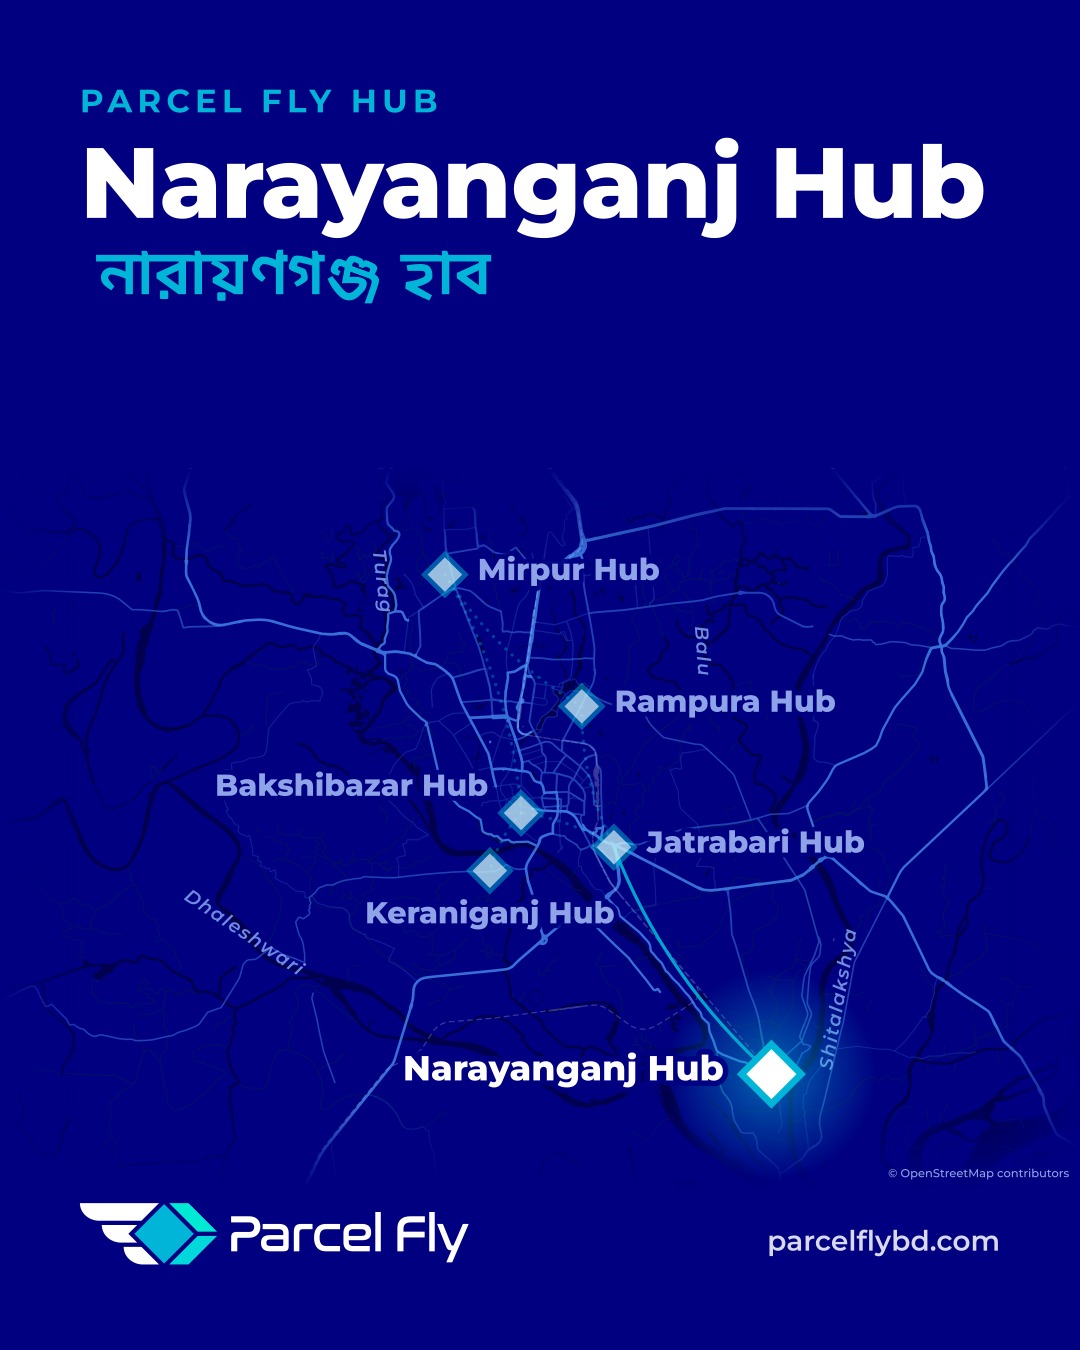 PARCEL FLY HUB
Narayanganj Hub
নারায়ণগঞ্জ হাব
Turag
Mirpur Hub
Balu
Rampura Hub
Bakshibazar Hub
Jatrabari Hub
Keraniganj Hub
Dhaleshwari
Shitalakshya
Narayanganj Hub
© OpenStreetMap contributors
Parcel Fly
parcelflybd.com